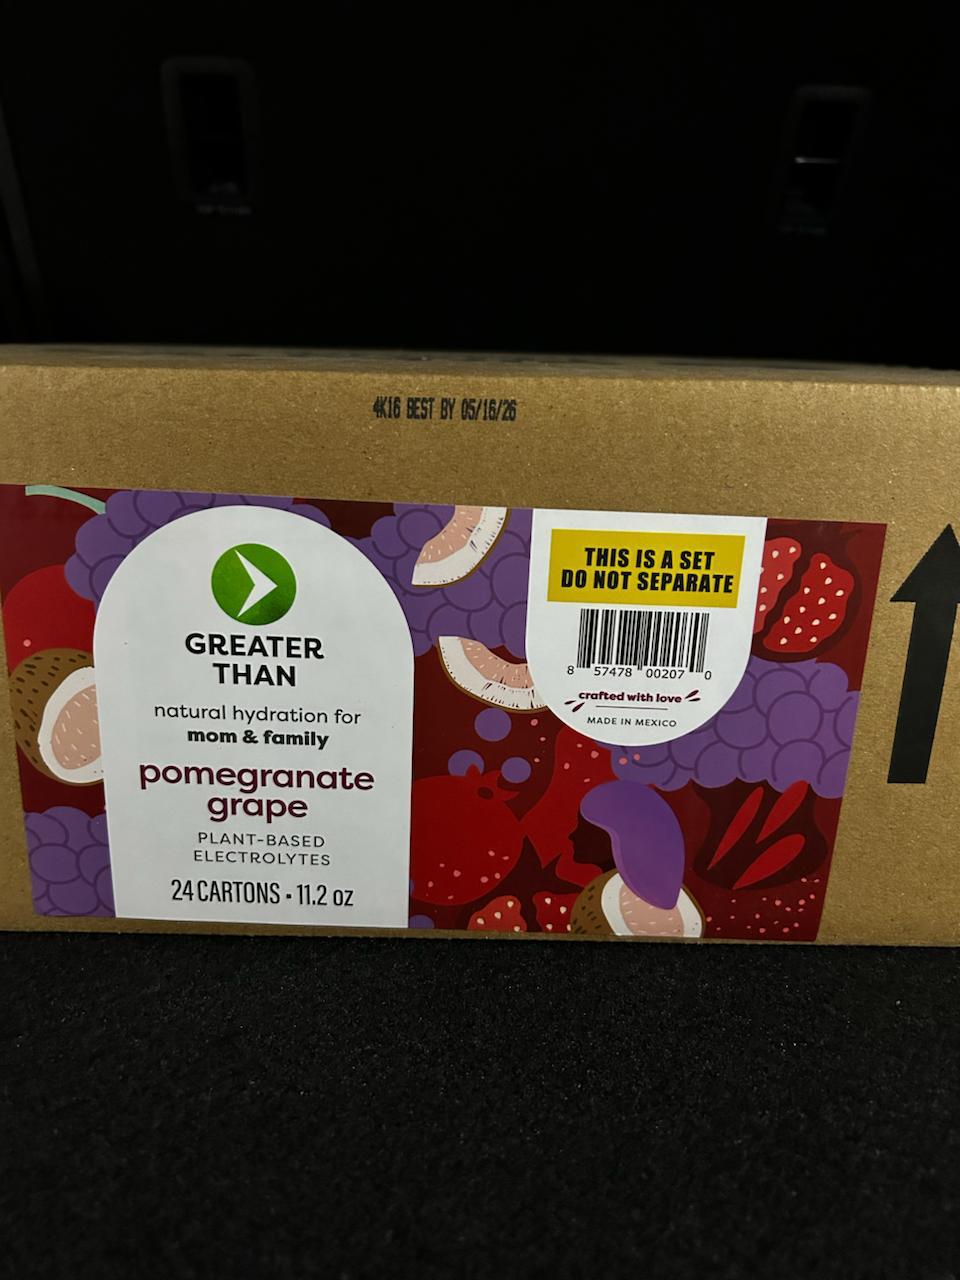 4K16 BEST BY 05/16/26
GREATER
THAN
natural hydration for
mom & family
pomegranate
grape
PLANT-BASED
ELECTROLYTES
24 CARTONS • 11.2 oz
THIS IS A SET
DO NOT SEPARATE
8 57478 00207 0
crafted with love
MADE IN MEXICO